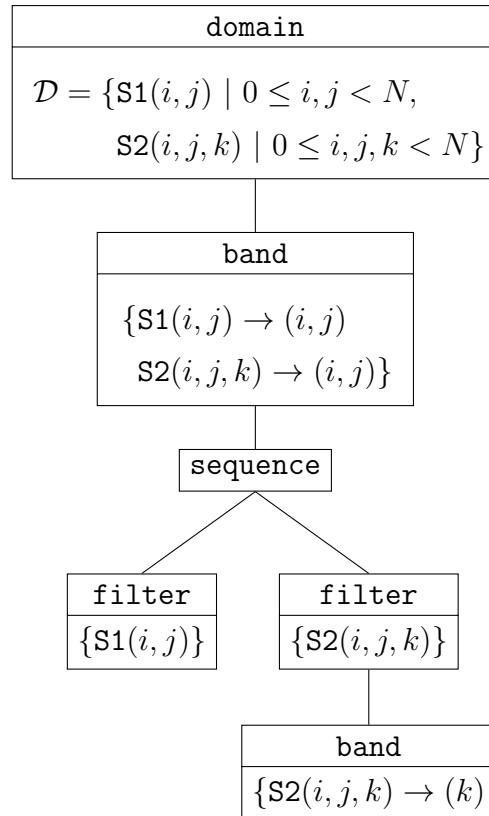 domain
𝒟 = {S1(i, j) | 0 ≤ i, j < N,
S2(i, j, k) | 0 ≤ i, j, k < N}
band
{S1(i, j) → (i, j)
S2(i, j, k) → (i, j)}
sequence
filter
{S1(i, j)}
filter
{S2(i, j, k)}
band
{S2(i, j, k) → (k)